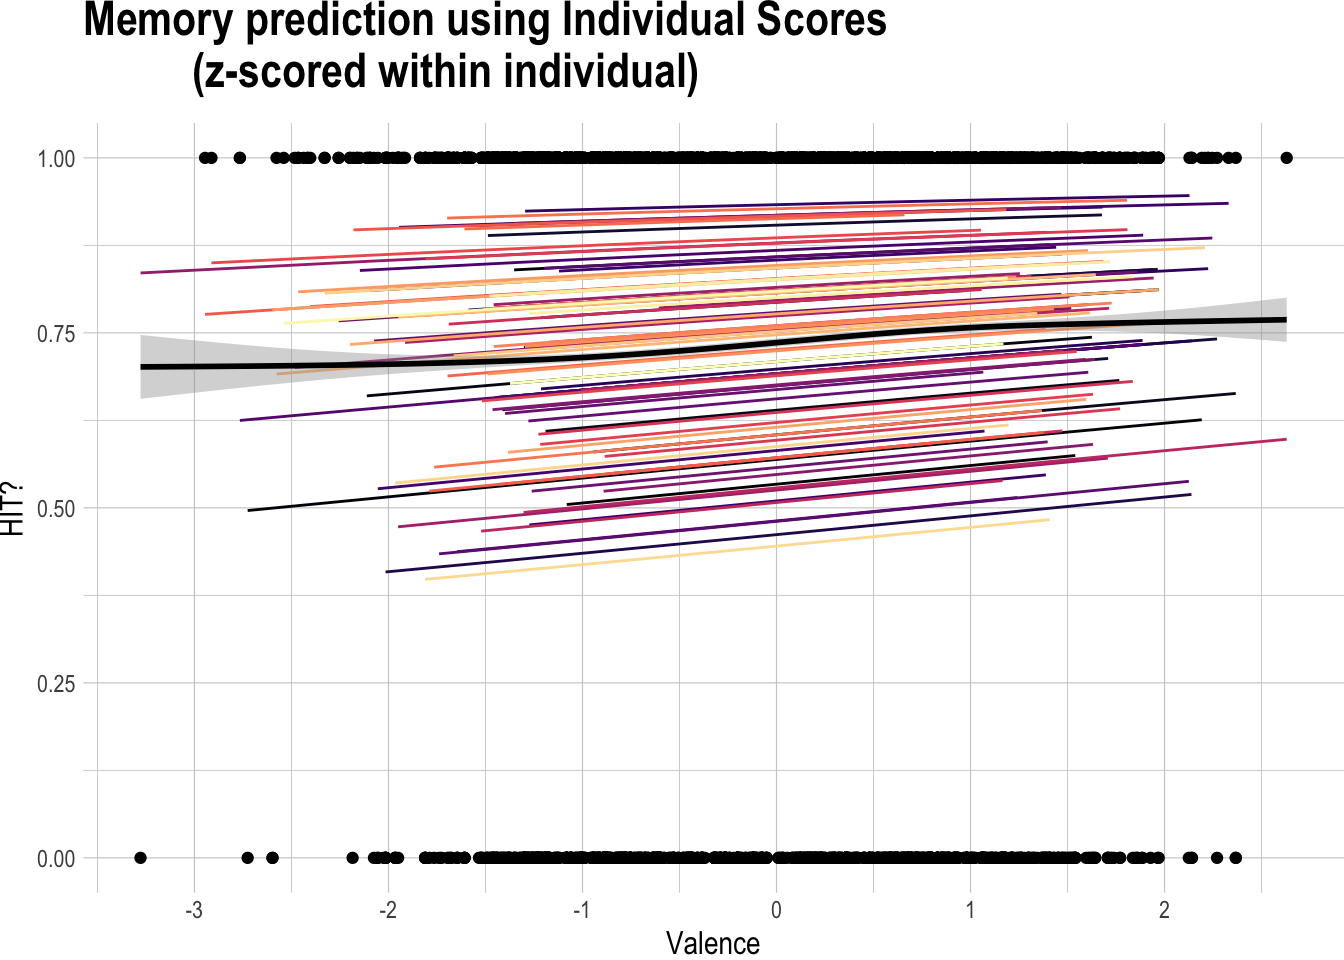 Memory prediction using Individual Scores
(z-scored within individual)
1.00
0.75
0.50
0.25
0.00
HIT?
-3
-2
-1
0
1
2
Valence